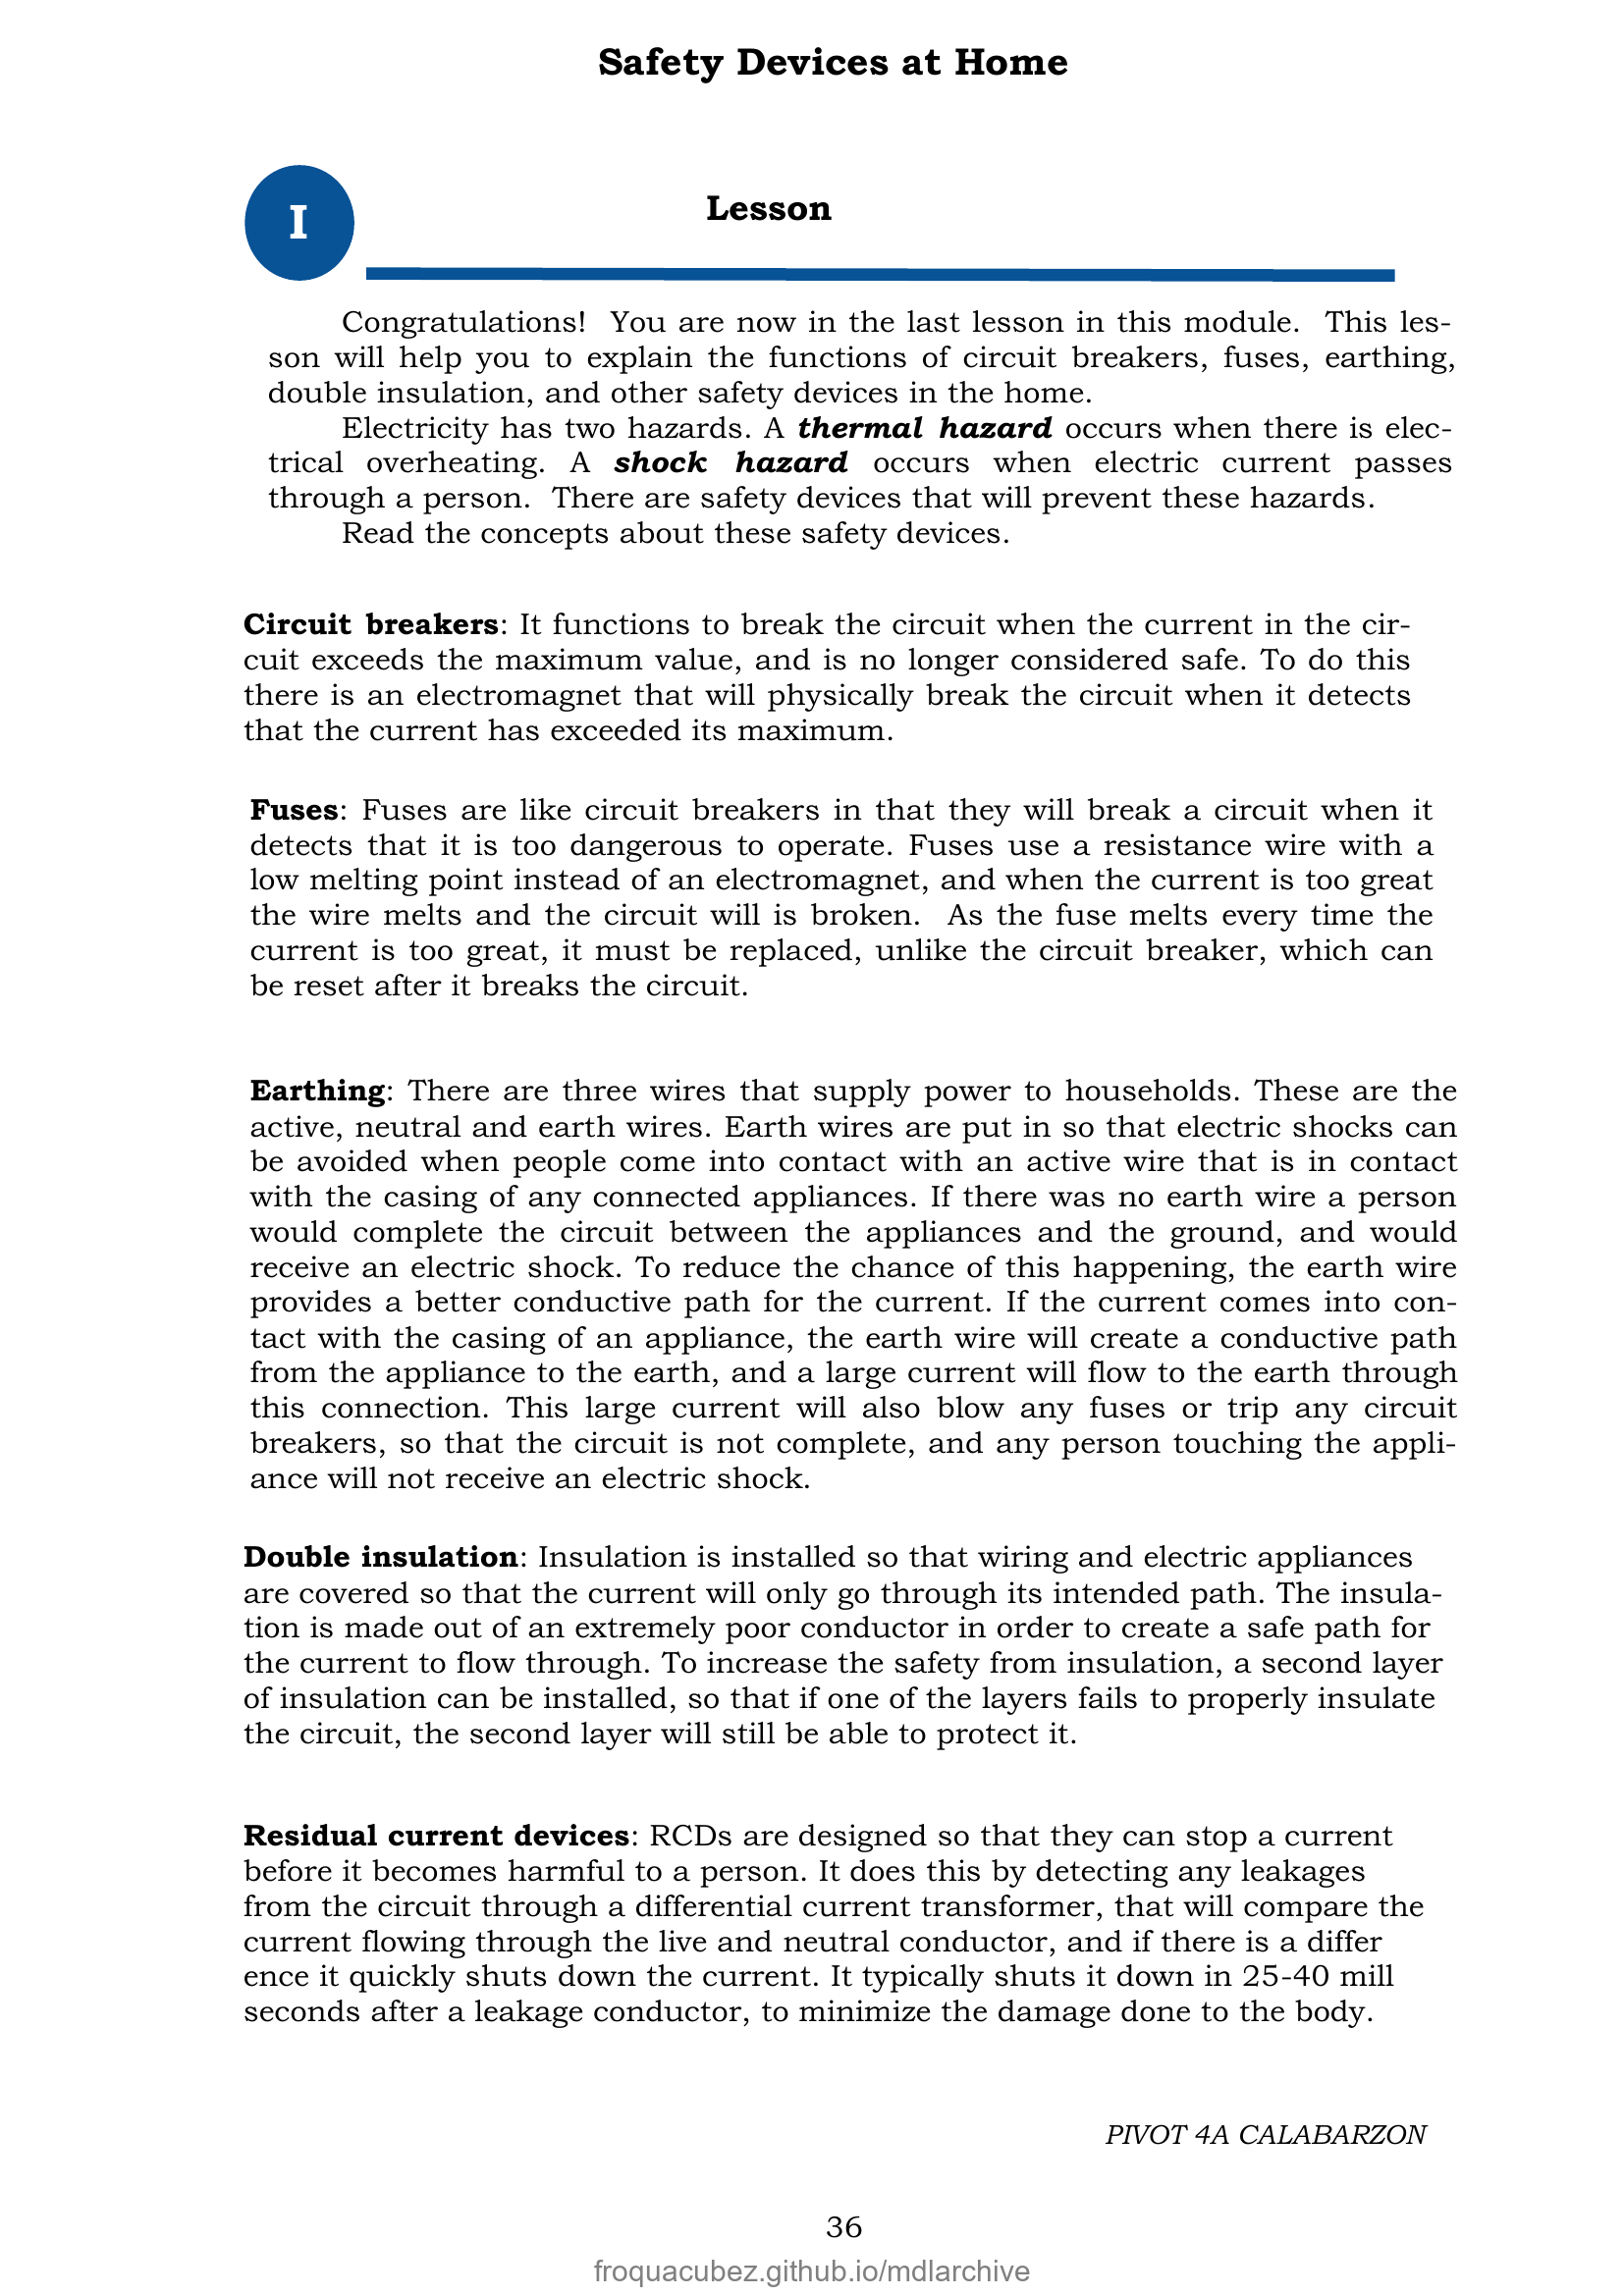 Safety Devices at Home
I
Lesson
Congratulations!  You are now in the last lesson in this module.  This les-
son will help you to explain the functions of circuit breakers, fuses, earthing,
double insulation, and other safety devices in the home.
Electricity has two hazards. A thermal hazard occurs when there is elec-
trical overheating. A shock hazard occurs when electric current passes
through a person.  There are safety devices that will prevent these hazards.
Read the concepts about these safety devices.
Circuit breakers: It functions to break the circuit when the current in the cir-
cuit exceeds the maximum value, and is no longer considered safe. To do this
there is an electromagnet that will physically break the circuit when it detects
that the current has exceeded its maximum.
Fuses: Fuses are like circuit breakers in that they will break a circuit when it
detects that it is too dangerous to operate. Fuses use a resistance wire with a
low melting point instead of an electromagnet, and when the current is too great
the wire melts and the circuit will is broken.  As the fuse melts every time the
current is too great, it must be replaced, unlike the circuit breaker, which can
be reset after it breaks the circuit.
Earthing: There are three wires that supply power to households. These are the
active, neutral and earth wires. Earth wires are put in so that electric shocks can
be avoided when people come into contact with an active wire that is in contact
with the casing of any connected appliances. If there was no earth wire a person
would complete the circuit between the appliances and the ground, and would
receive an electric shock. To reduce the chance of this happening, the earth wire
provides a better conductive path for the current. If the current comes into con-
tact with the casing of an appliance, the earth wire will create a conductive path
from the appliance to the earth, and a large current will flow to the earth through
this connection. This large current will also blow any fuses or trip any circuit
breakers, so that the circuit is not complete, and any person touching the appli-
ance will not receive an electric shock.
Double insulation: Insulation is installed so that wiring and electric appliances
are covered so that the current will only go through its intended path. The insula-
tion is made out of an extremely poor conductor in order to create a safe path for
the current to flow through. To increase the safety from insulation, a second layer
of insulation can be installed, so that if one of the layers fails to properly insulate
the circuit, the second layer will still be able to protect it.
Residual current devices: RCDs are designed so that they can stop a current
before it becomes harmful to a person. It does this by detecting any leakages
from the circuit through a differential current transformer, that will compare the
current flowing through the live and neutral conductor, and if there is a differ
ence it quickly shuts down the current. It typically shuts it down in 25-40 mill
seconds after a leakage conductor, to minimize the damage done to the body.
PIVOT 4A CALABARZON
36
froquacubez.github.io/mdlarchive